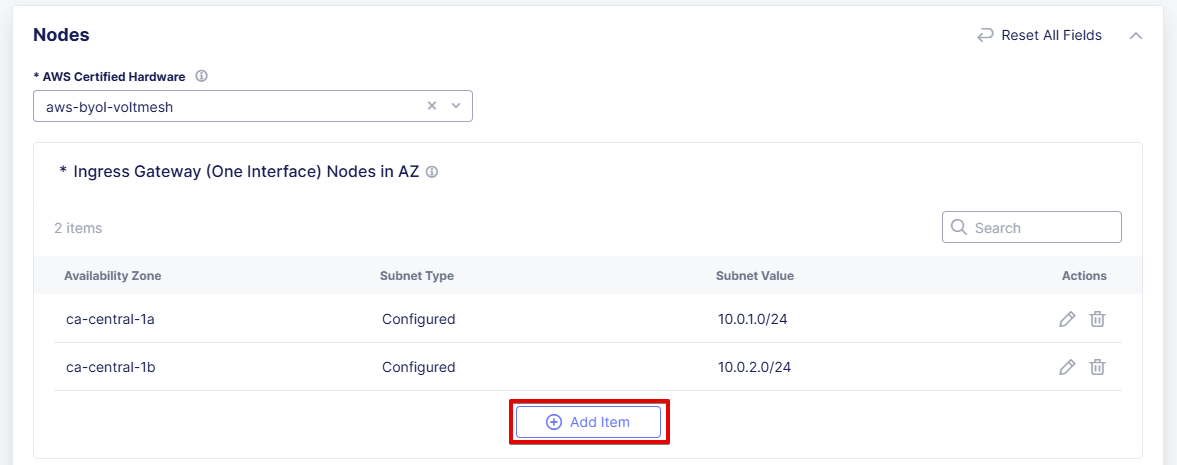 Nodes
Reset All Fields
* AWS Certified Hardware
aws-byol-voltmesh
* Ingress Gateway (One Interface) Nodes in AZ
2 items
Search
Availability Zone Subnet Type Subnet Value Actions
ca-central-1a Configured 10.0.1.0/24
ca-central-1b Configured 10.0.2.0/24
Add Item